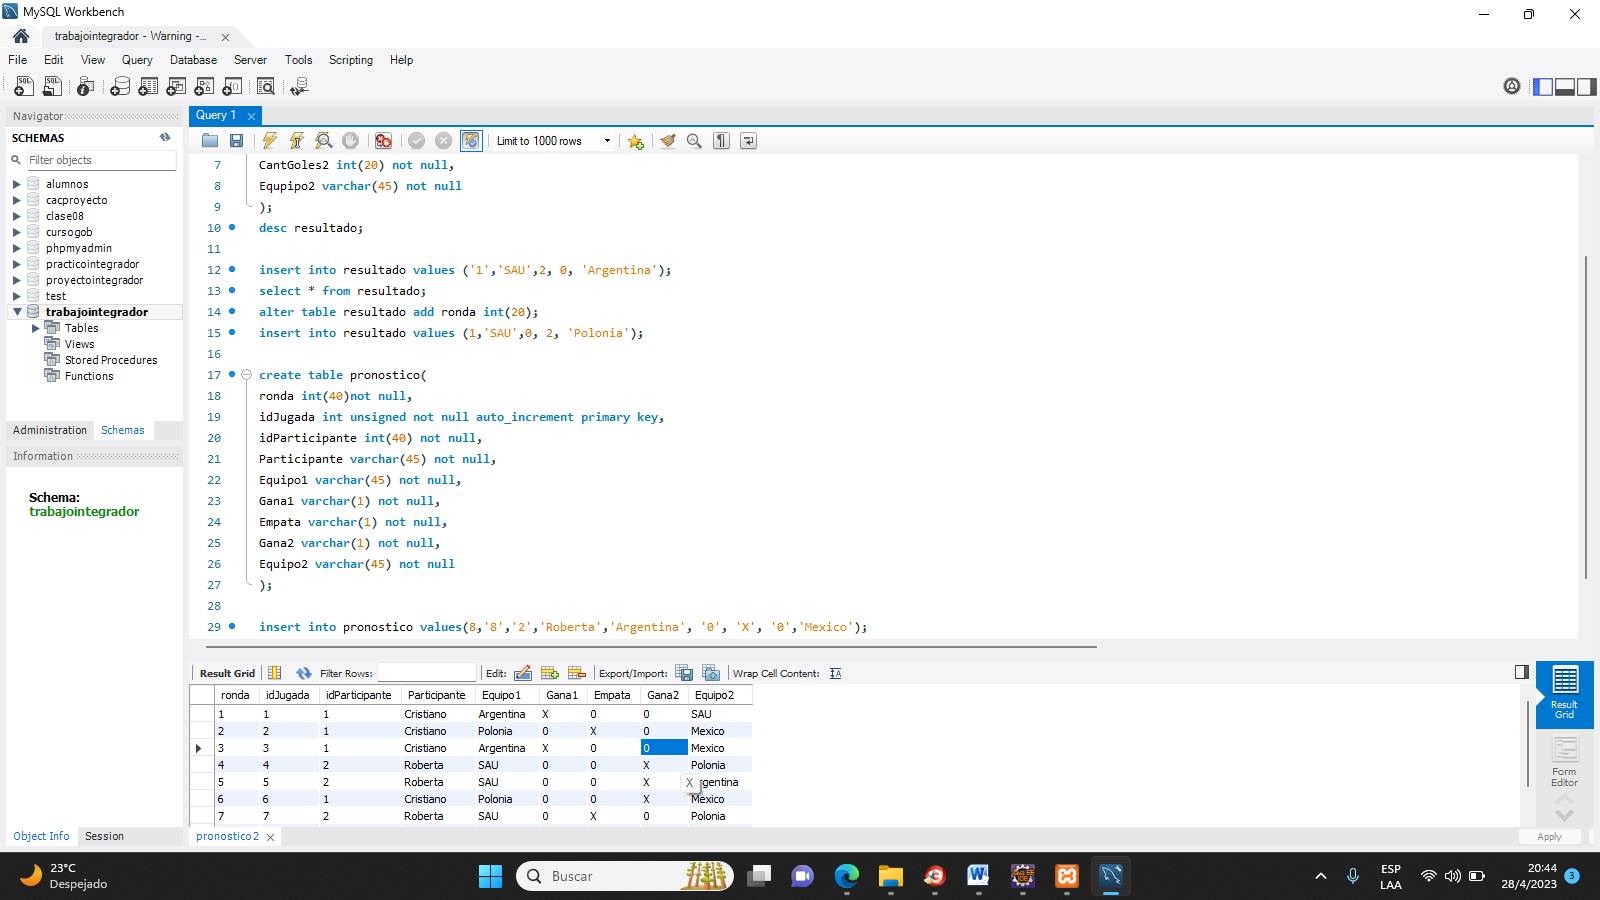 MySQL Workbench
trabajointegrador - Warning -...
File Edit View Query Database Server Tools Scripting Help
Navigator
SCHEMAS
Filter objects
alumnos
cacproyecto
clase08
cursogob
phpmyadmin
practicointegrador
proyectointegrador
test
trabajointegrador
Tables
Views
Stored Procedures
Functions
Administration Schemas
Information
Schema:
trabajointegrador
Object Info Session
Query 1
Limit to 1000 rows
7 CantGoles2 int(20) not null,
8 Equpipo2 varchar(45) not null
9 );
10 desc resultado;
11
12 insert into resultado values ('1','SAU',2, 0, 'Argentina');
13 select * from resultado;
14 alter table resultado add ronda int(20);
15 insert into resultado values (1,'SAU',0, 2, 'Polonia');
16
17 create table pronostico(
18 ronda int(40)not null,
19 idJugada int unsigned not null auto_increment primary key,
20 idParticipante int(40) not null,
21 Participante varchar(45) not null,
22 Equipo1 varchar(45) not null,
23 Gana1 varchar(1) not null,
24 Empata varchar(1) not null,
25 Gana2 varchar(1) not null,
26 Equipo2 varchar(45) not null
27 );
28
29 insert into pronostico values(8,'8','2','Roberta','Argentina', '0', 'X', '0','Mexico');
Result Grid Filter Rows: Edit: Export/Import: Wrap Cell Content:
ronda idJugada idParticipante Participante Equipo1 Gana1 Empata Gana2 Equipo2
1 1 1 Cristiano Argentina X 0 0 SAU
2 2 1 Cristiano Polonia 0 X 0 Mexico
3 3 1 Cristiano Argentina X 0 0 Mexico
4 4 2 Roberta SAU 0 0 X Polonia
5 5 2 Roberta SAU 0 0 X rgentina
X
6 6 1 Cristiano Polonia 0 0 X Mexico
7 7 2 Roberta SAU 0 X 0 Polonia
Result
Grid
Form
Editor
pronostico2
Apply
23°C
Despejado
Buscar
ESP
LAA
20:44
28/4/2023
3